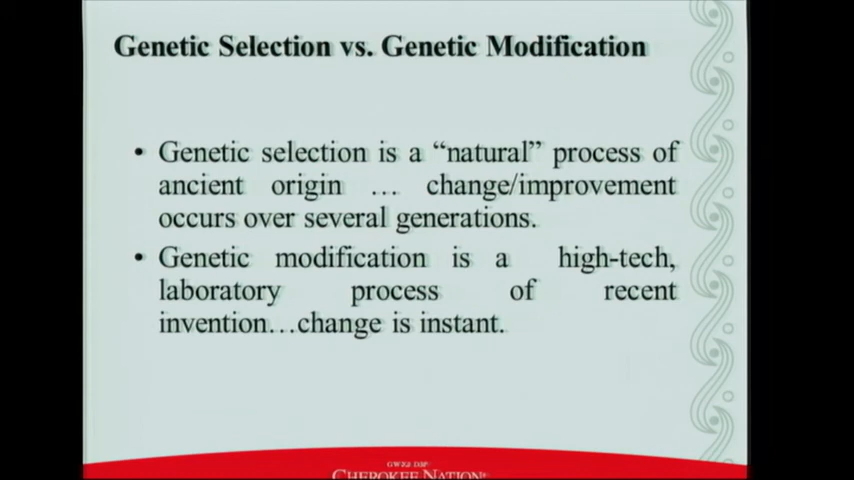 Genetic Selection vs. Genetic Modification
• Genetic selection is a “natural” process of
ancient origin … change/improvement
occurs over several generations.
• Genetic modification is a high-tech,
laboratory process of recent
invention…change is instant.
CHEROKEE NATION